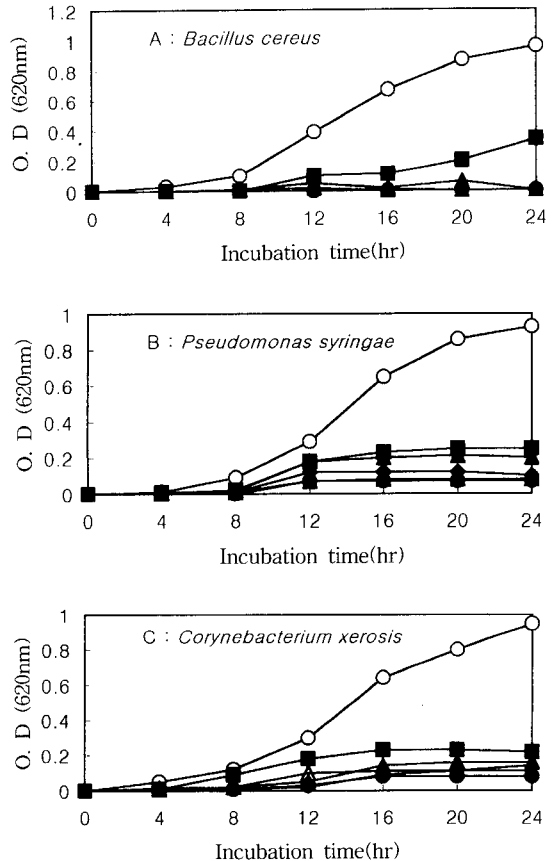 1.2
1
0.8
0.6
0.4
0.2
0
O. D (620nm)
A : Bacillus cereus
0 4 8 12 16 20 24
Incubation time(hr)
1
0.8
0.6
0.4
0.2
0
O. D (620nm)
B : Pseudomonas syringae
0 4 8 12 16 20 24
Incubation time(hr)
1
0.8
0.6
0.4
0.2
0
O. D (620nm)
C : Corynebacterium xerosis
0 4 8 12 16 20 24
Incubation time(hr)